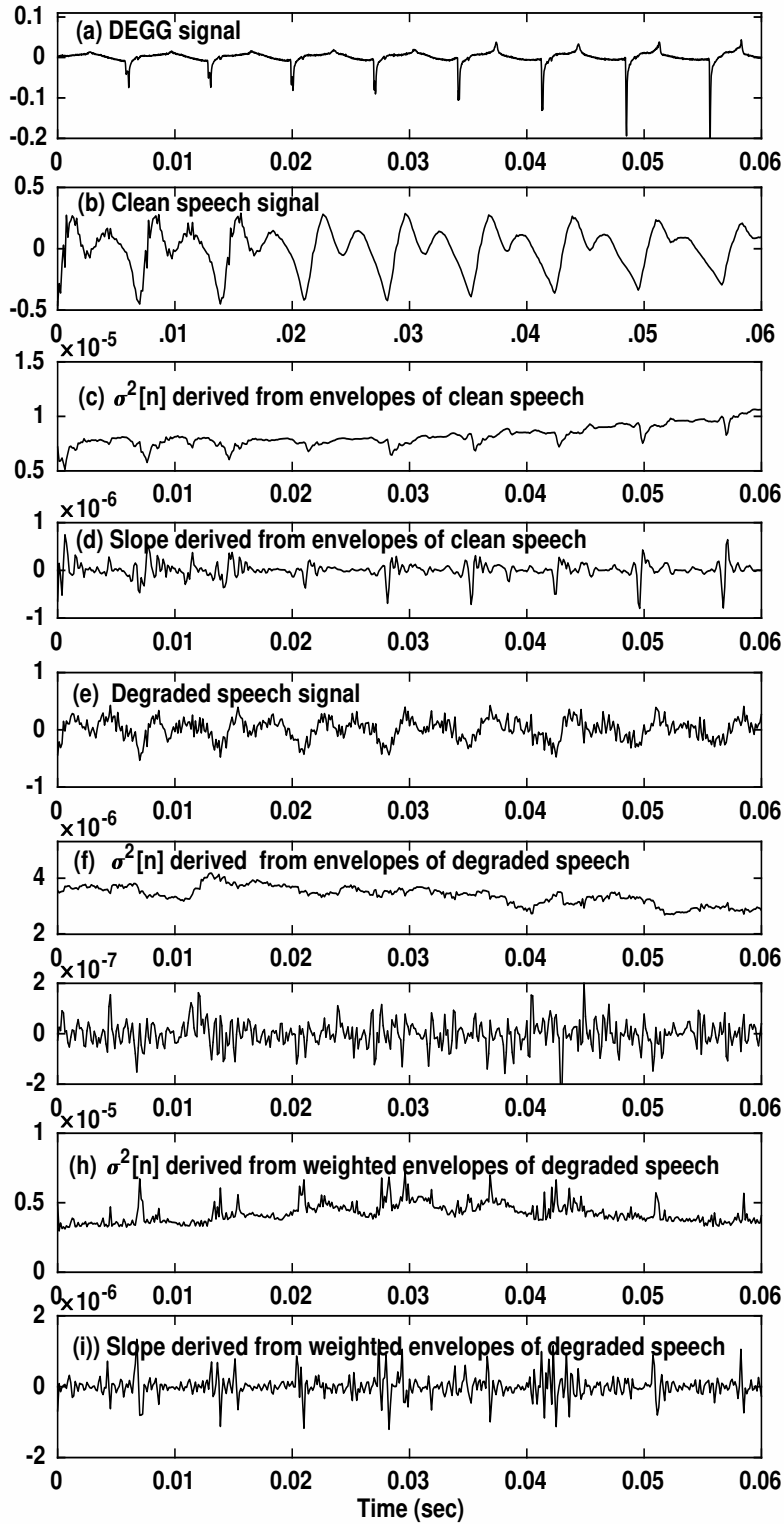 (a) DEGG signal
0.1
0
-0.1
-0.2
0 0.01 0.02 0.03 0.04 0.05 0.06
(b) Clean speech signal
0.5
0
-0.5
0 .01 .02 .03 .04 .05 .06
×10⁻⁵
(c) σ²[n] derived from envelopes of clean speech
1.5
1
0.5
0 0.01 0.02 0.03 0.04 0.05 0.06
×10⁻⁶
(d) Slope derived from envelopes of clean speech
1
0
-1
0 0.01 0.02 0.03 0.04 0.05 0.06
(e) Degraded speech signal
1
0
-1
0 0.01 0.02 0.03 0.04 0.05 0.06
×10⁻⁶
(f) σ²[n] derived from envelopes of degraded speech
4
2
0 0.01 0.02 0.03 0.04 0.05 0.06
×10⁻⁷
2
0
-2
0 0.01 0.02 0.03 0.04 0.05 0.06
×10⁻⁵
1
(h) σ²[n] derived from weighted envelopes of degraded speech
0.5
0
0 0.01 0.02 0.03 0.04 0.05 0.06
×10⁻⁶
2
(i)) Slope derived from weighted envelopes of degraded speech
0
-2
0 0.01 0.02 0.03 0.04 0.05 0.06
Time (sec)